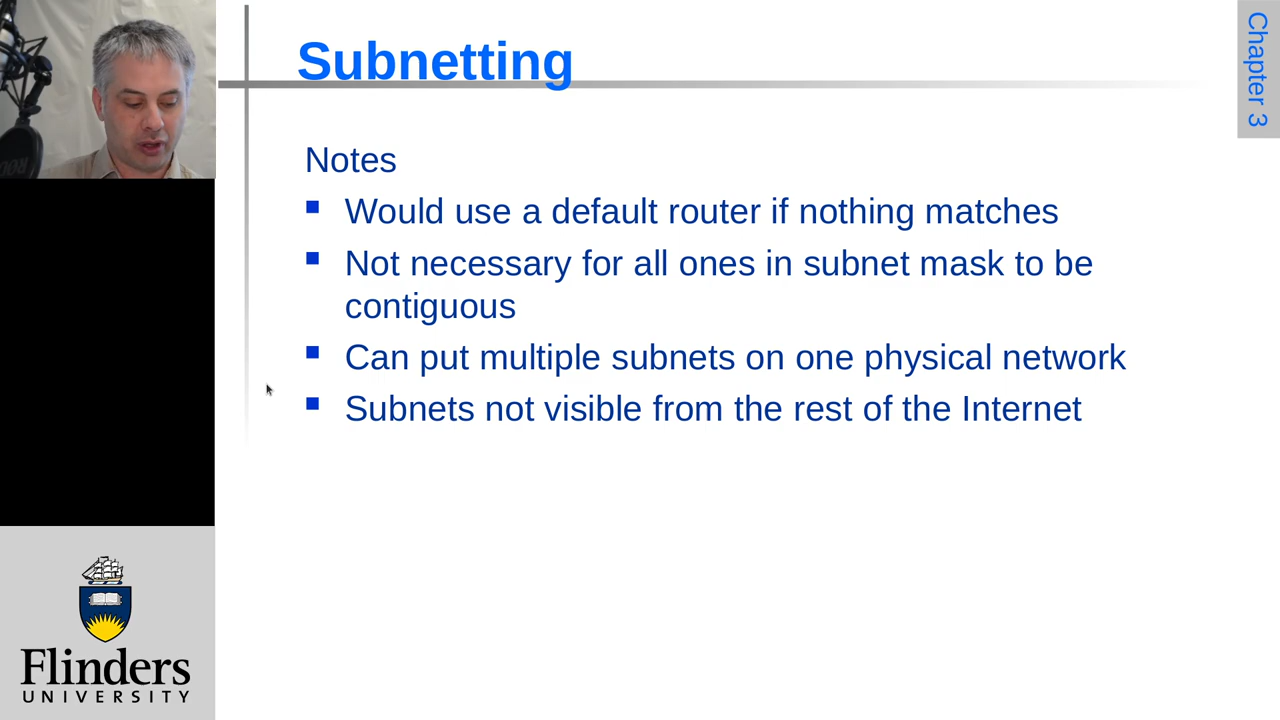 Subnetting
Chapter 3
Notes
Would use a default router if nothing matches
Not necessary for all ones in subnet mask to be
contiguous
Can put multiple subnets on one physical network
Subnets not visible from the rest of the Internet
Flinders
UNIVERSITY